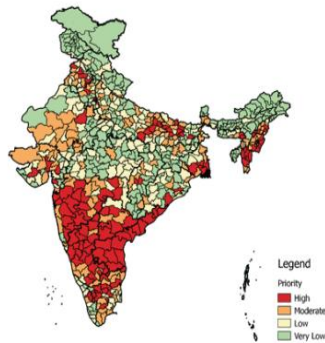 Legend
Priority
High
Moderate
Low
Very Low